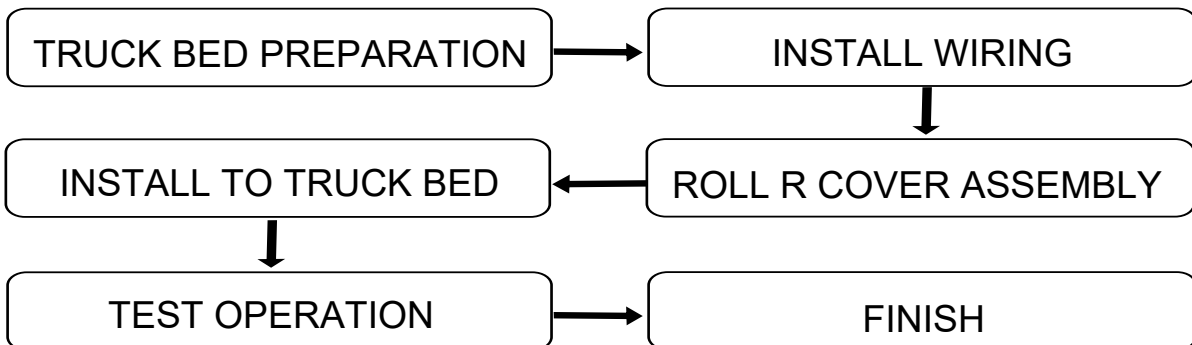 TRUCK BED PREPARATION
INSTALL WIRING
ROLL R COVER ASSEMBLY
INSTALL TO TRUCK BED
TEST OPERATION
FINISH